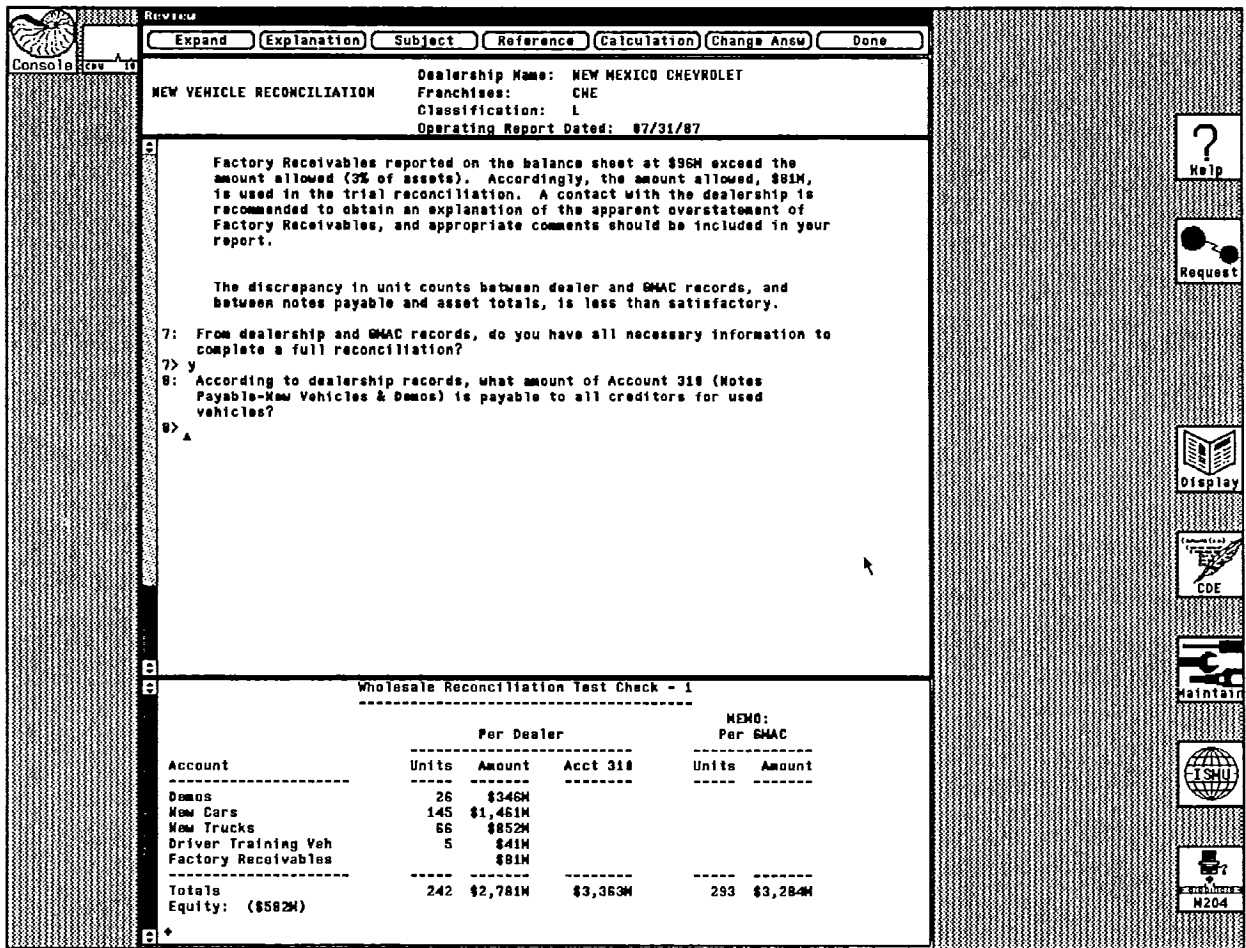 Review
Expand Explanation Subject Reference Calculation Change Answ Done
Console
CPU 10
NEW VEHICLE RECONCILIATION
Dealership Name: NEW MEXICO CHEVROLET
Franchises: CHE
Classification: L
Operating Report Dated: 07/31/87
Factory Receivables reported on the balance sheet at $96M exceed the
amount allowed (3% of assets). Accordingly, the amount allowed, $81M,
is used in the trial reconciliation. A contact with the dealership is
recommended to obtain an explanation of the apparent overstatement of
Factory Receivables, and appropriate comments should be included in your
report.
The discrepancy in unit counts between dealer and GMAC records, and
between notes payable and asset totals, is less than satisfactory.
7: From dealership and GMAC records, do you have all necessary information to
complete a full reconciliation?
7> y
8: According to dealership records, what amount of Account 310 (Notes
Payable-New Vehicles & Demos) is payable to all creditors for used
vehicles?
8>
Wholesale Reconciliation Test Check - 1
MEMO:
Per Dealer Per GMAC
Account Units Amount Acct 310 Units Amount
Demos 26 $346M
New Cars 145 $1,461M
New Trucks 66 $852M
Driver Training Veh 5 $41M
Factory Receivables $81M
Totals 242 $2,781M $3,363M 293 $3,284M
Equity: ($582M)
Help
Request
Display
CDE
Maintain
ISMU
N204